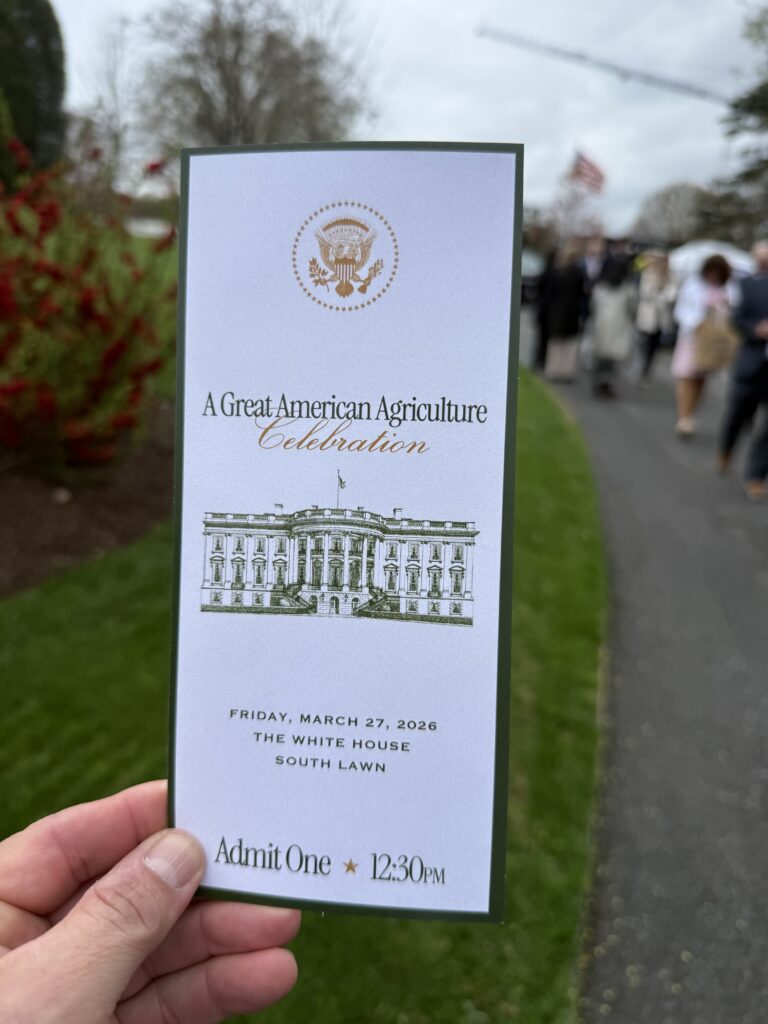 A Great American Agriculture
Celebration
FRIDAY, MARCH 27, 2026
THE WHITE HOUSE
SOUTH LAWN
Admit One ★ 12:30PM